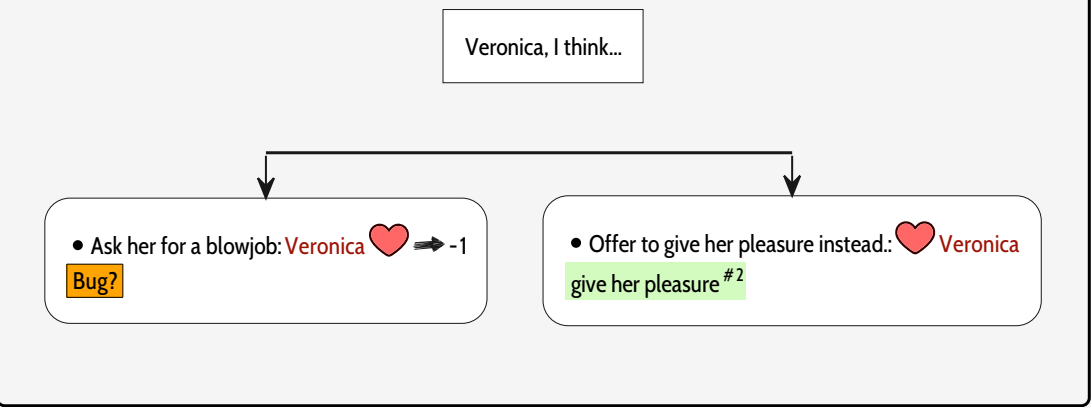 Veronica, I think...
• Ask her for a blowjob: Veronica -1
Bug?
• Offer to give her pleasure instead.: Veronica
give her pleasure #2